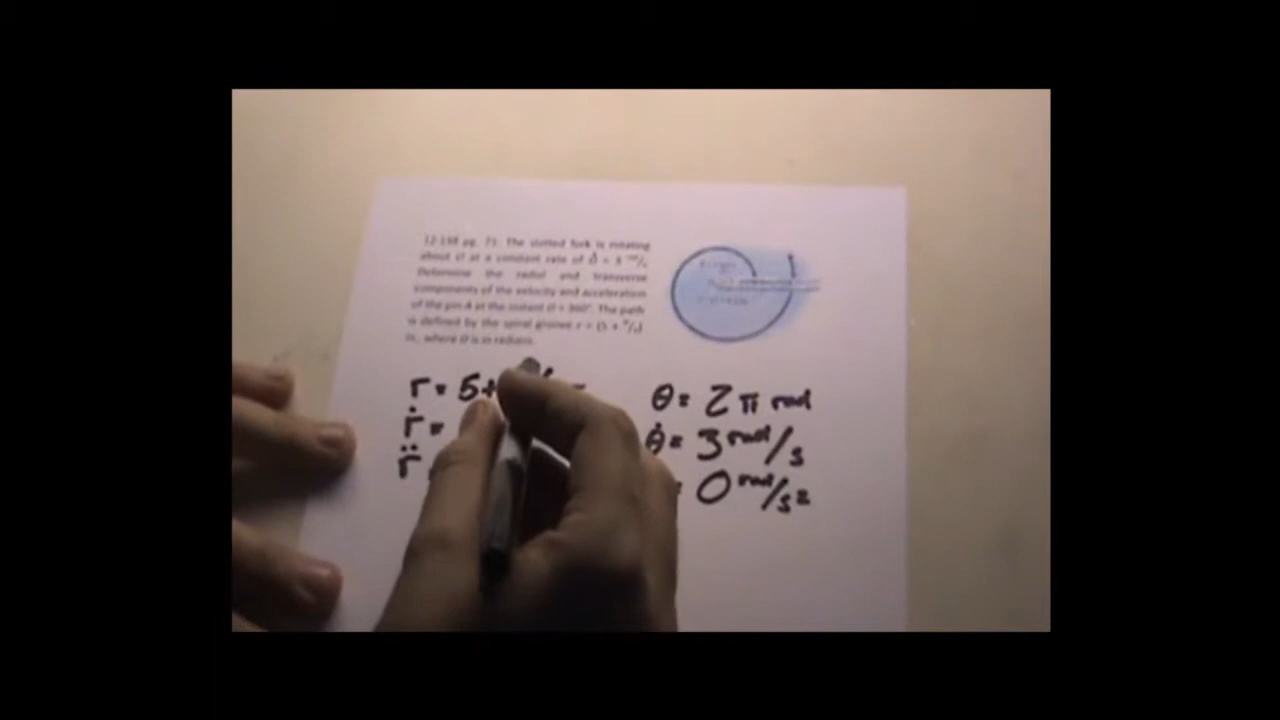 12-198 pg. 71: The slotted fork is rotating
about O at a constant rate of θ̇ = 3 rad/s.
Determine the radial and transverse
components of the velocity and acceleration
of the pin A at the instant θ = 360°. The path
is defined by the spiral groove r = (5 + θ/π)
in., where θ is in radians.
r = 5+
ṙ =
r̈
θ = 2 π rad
θ̇ = 3 rad/s
= 0 rad/s²